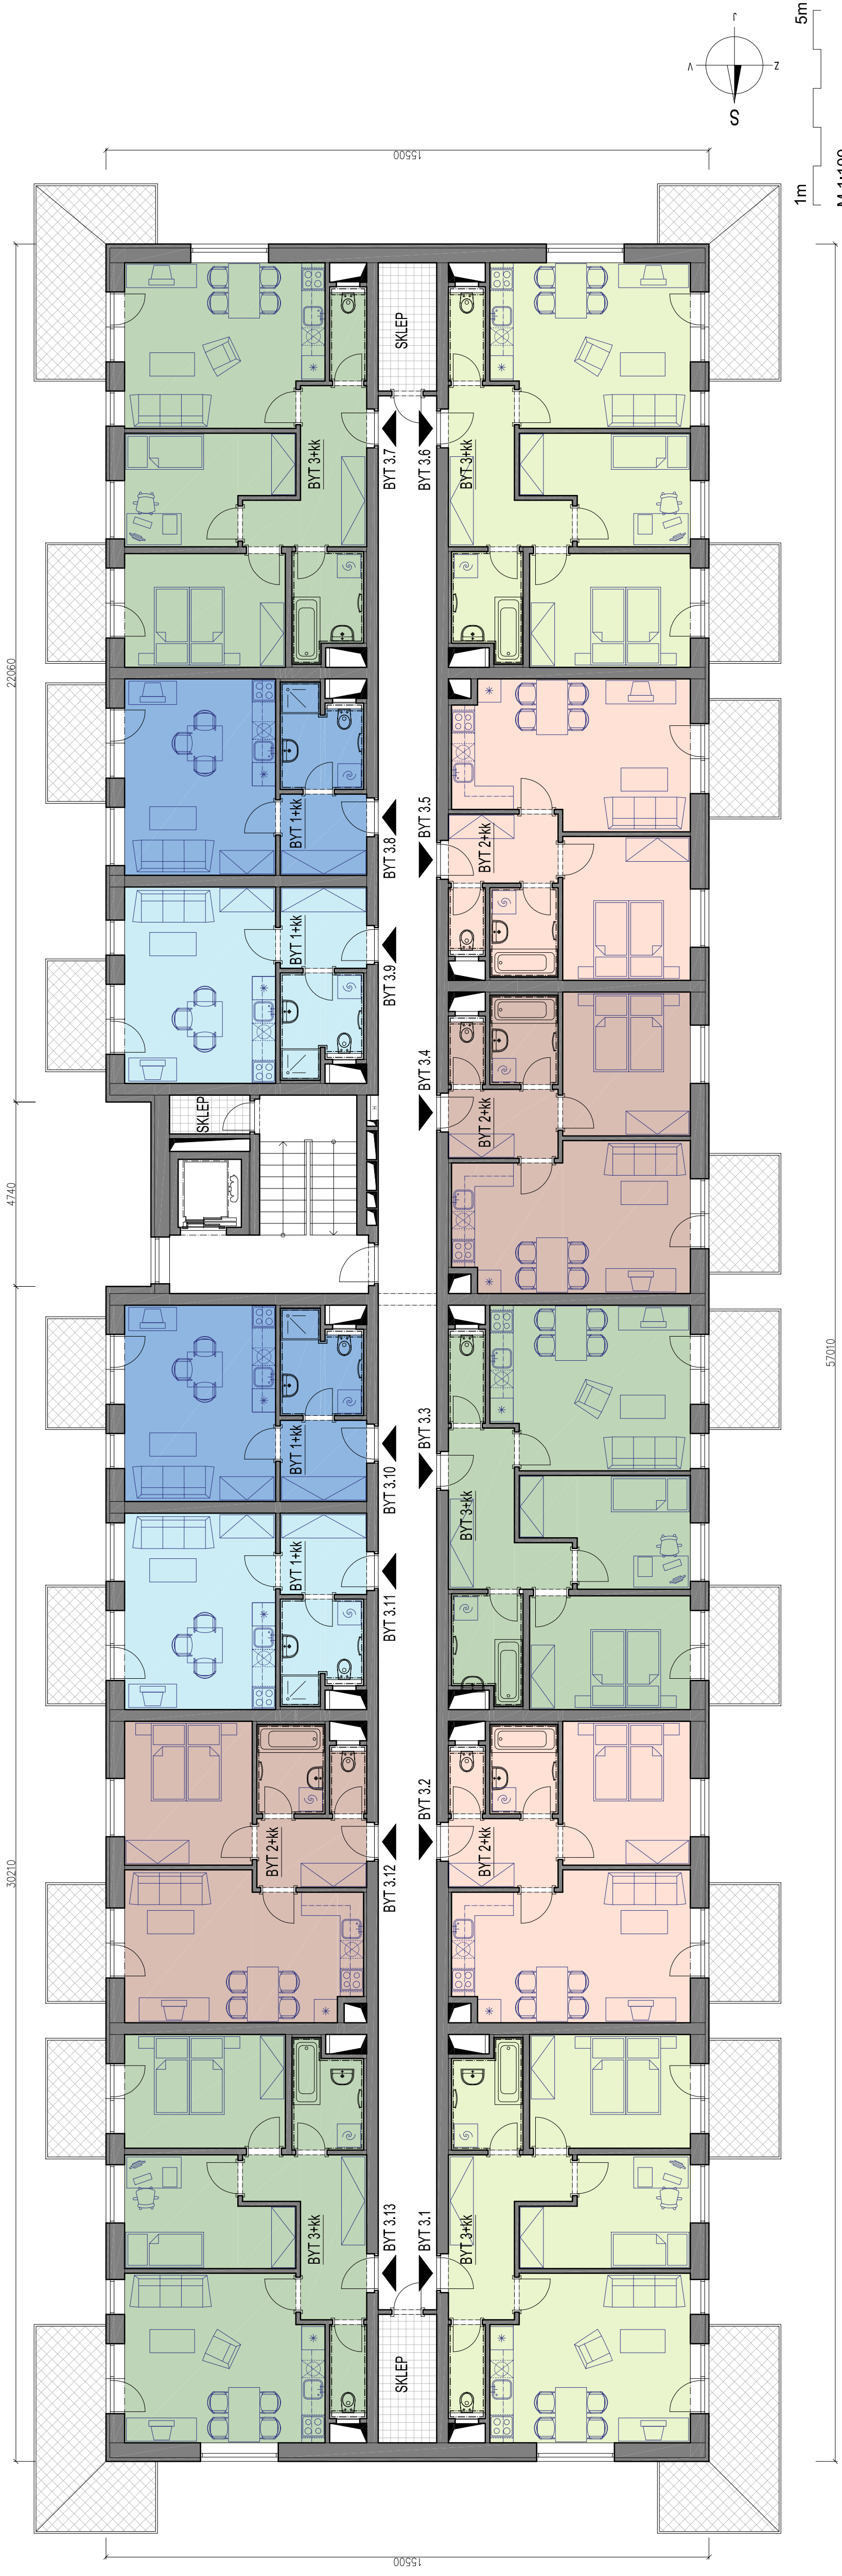 5m
J
V
Z
S
1m
15500
SKLEP
BYT 3+kk
BYT 3.7
BYT 3.6
BYT 3+kk
22060
BYT 1+kk
BYT 3.8
BYT 3.5
BYT 2+kk
BYT 1+kk
BYT 3.9
BYT 3.4
BYT 2+kk
SKLEP
4740
57010
BYT 1+kk
BYT 3.10
BYT 3.3
BYT 3+kk
BYT 1+kk
BYT 3.11
BYT 2+kk
BYT 3.12
BYT 3.2
BYT 2+kk
30210
BYT 3+kk
BYT 3.13
BYT 3.1
BYT 3+kk
SKLEP
15500